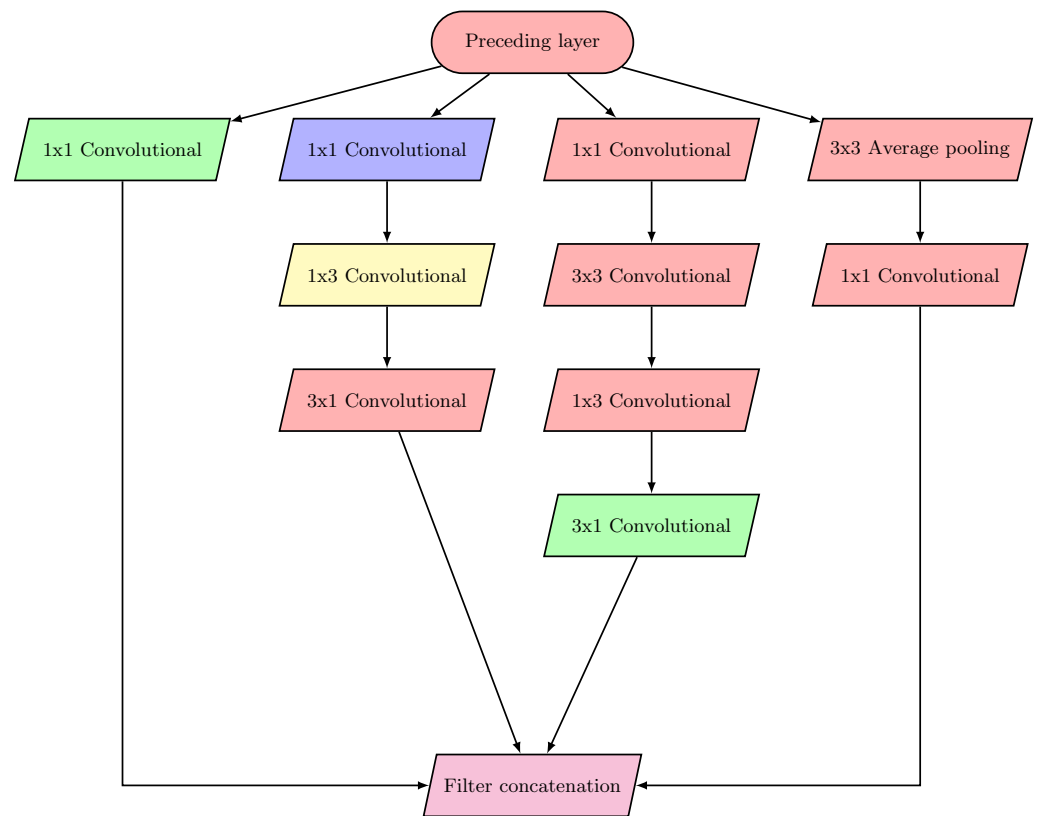 Preceding layer
1x1 Convolutional
1x1 Convolutional
1x1 Convolutional
3x3 Average pooling
1x3 Convolutional
3x3 Convolutional
1x1 Convolutional
3x1 Convolutional
1x3 Convolutional
3x1 Convolutional
Filter concatenation